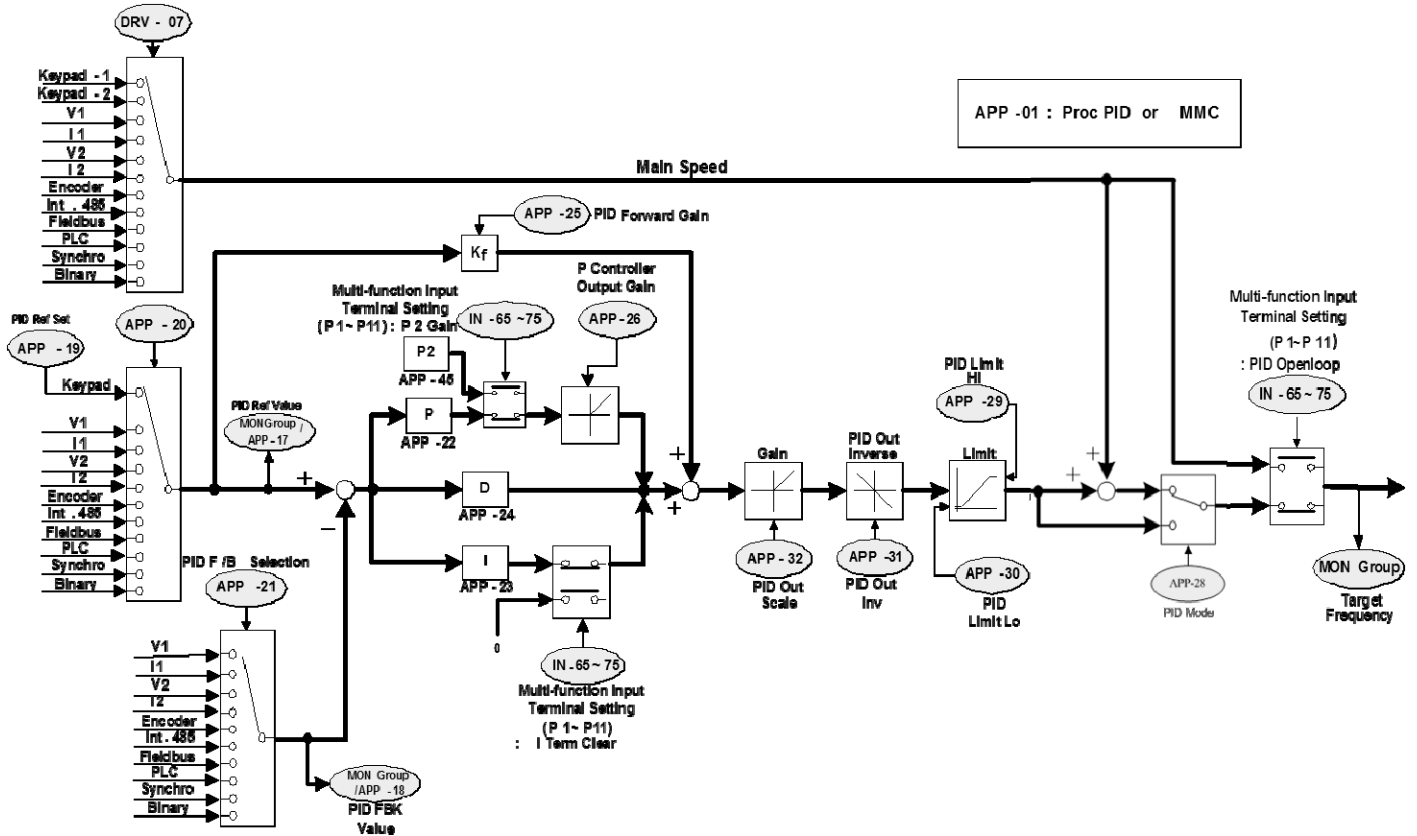 DRV - 07
Keypad - 1
Keypad - 2
V1
I1
V2
I2
Encoder
Int . 485
Fieldbus
PLC
Synchro
Binary
APP -01 : Proc PID or MMC
Main Speed
APP -25
PID Forward Gain
Kf
P Controller
Output Gain
APP-26
Multi-function Input
Terminal Setting
(P1~ P11) : P 2 Gain
IN -65 ~75
P2
APP -45
P
APP -22
PID Ref Set
APP - 19
APP - 20
Keypad
V1
I1
V2
I2
Encoder
Int . 485
Fieldbus
PLC
Synchro
Binary
PID Ref Value
MON Group /
APP -17
+
−
D
APP -24
I
APP -23
0
IN -65 ~ 75
Multi-function Input
Terminal Setting
(P 1~ P11)
: I Term Clear
PID F /B Selection
APP -21
V1
I1
V2
I2
Encoder
Int . 485
Fieldbus
PLC
Synchro
Binary
MON Group
/APP -18
PID FBK
Value
+
+
Gain
APP - 32
PID Out
Scale
PID Out
Inverse
APP -31
PID Out
Inv
PID Limit
HI
APP -29
Limit
APP -30
PID
Limit Lo
+
+
APP-28
PID Mode
Multi-function Input
Terminal Setting
(P 1~P 11)
: PID Openloop
IN -65~ 75
MON Group
Target
Frequency